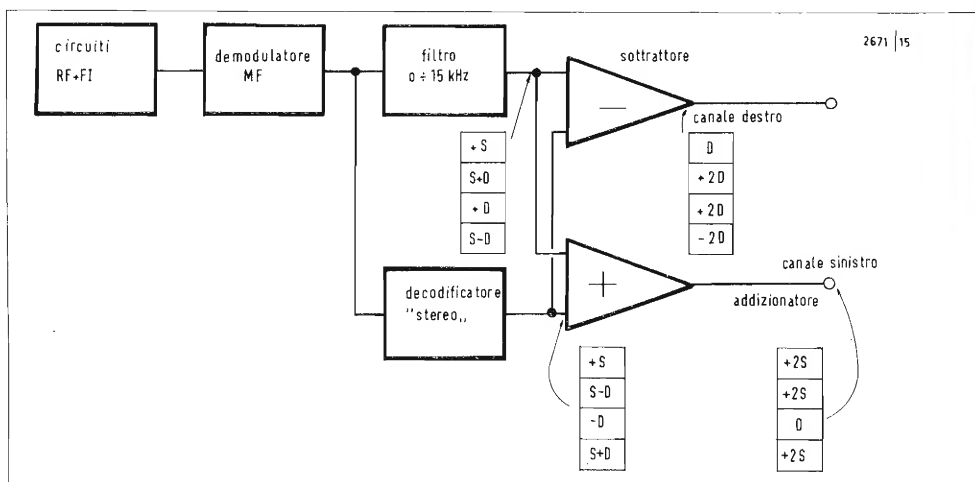 2671 | 15
circuiti
RF+FI
demodulatore
MF
filtro
0 ÷ 15 kHz
sottrattore
−
canale destro
+S
S+D
+D
S−D
D
+2D
+2D
−2D
decodificatore
"stereo„
+
canale sinistro
addizionatore
+S
S−D
−D
S+D
+2S
+2S
0
+2S